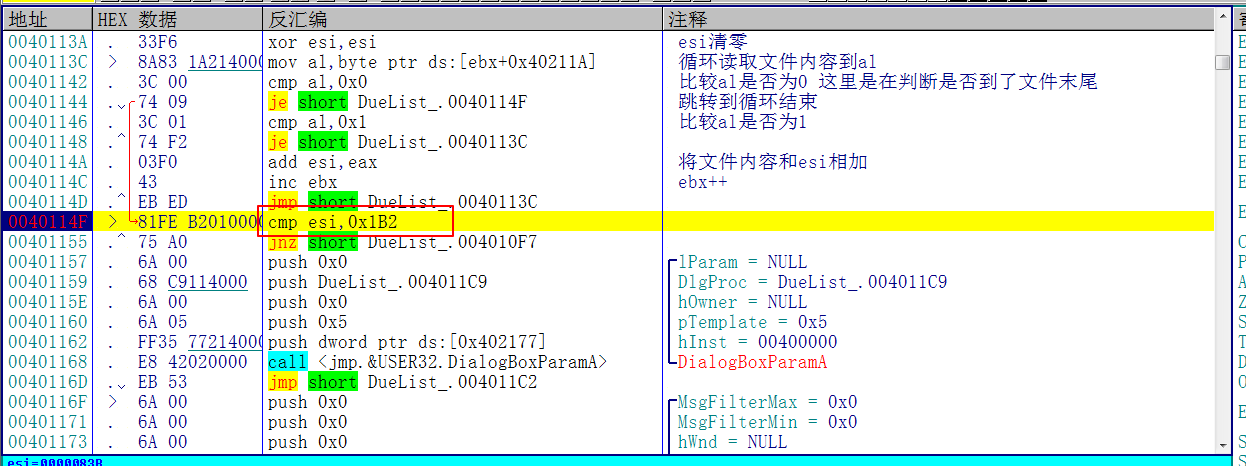 地址 HEX 数据 反汇编 注释
0040113A . 33F6 xor esi,esi esi清零
0040113C > 8A83 1A214000 mov al,byte ptr ds:[ebx+0x40211A] 循环读取文件内容到al
00401142 . 3C 00 cmp al,0x0 比较al是否为0 这里是在判断是否到了文件末尾
00401144 . 74 09 je short DueList_.0040114F 跳转到循环结束
00401146 . 3C 01 cmp al,0x1 比较al是否为1
00401148 . 74 F2 je short DueList_.0040113C
0040114A . 03F0 add esi,eax 将文件内容和esi相加
0040114C . 43 inc ebx ebx++
0040114D . EB ED jmp short DueList_.0040113C
0040114F > 81FE B2010000 cmp esi,0x1B2
00401155 . 75 A0 jnz short DueList_.004010F7
00401157 . 6A 00 push 0x0 lParam = NULL
00401159 . 68 C9114000 push DueList_.004011C9 DlgProc = DueList_.004011C9
0040115E . 6A 00 push 0x0 hOwner = NULL
00401160 . 6A 05 push 0x5 pTemplate = 0x5
00401162 . FF35 77214000 push dword ptr ds:[0x402177] hInst = 00400000
00401168 . E8 42020000 call <jmp.&USER32.DialogBoxParamA> DialogBoxParamA
0040116D . EB 53 jmp short DueList_.004011C2
0040116F > 6A 00 push 0x0 MsgFilterMax = 0x0
00401171 . 6A 00 push 0x0 MsgFilterMin = 0x0
00401173 . 6A 00 push 0x0 hWnd = NULL
esi=0000083B